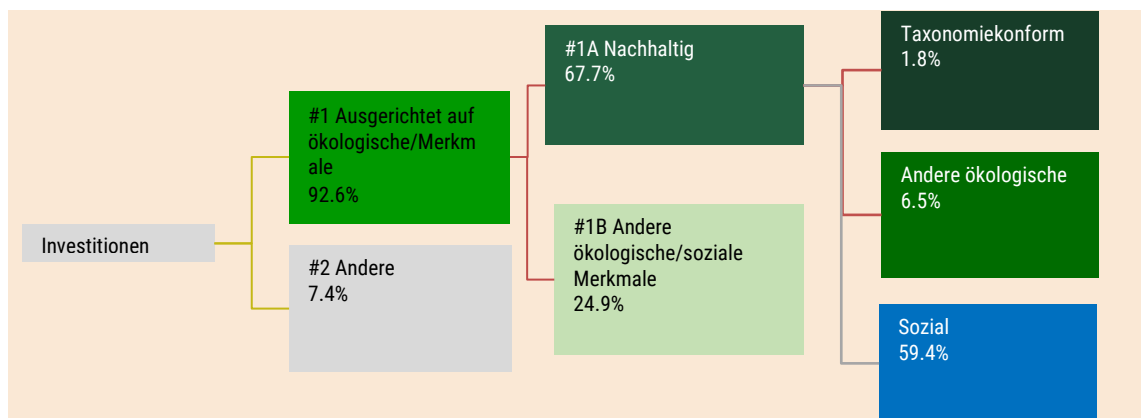 Investitionen
#1 Ausgerichtet auf
ökologische/Merkm
ale
92.6%
#2 Andere
7.4%
#1A Nachhaltig
67.7%
#1B Andere
ökologische/soziale
Merkmale
24.9%
Taxonomiekonform
1.8%
Andere ökologische
6.5%
Sozial
59.4%